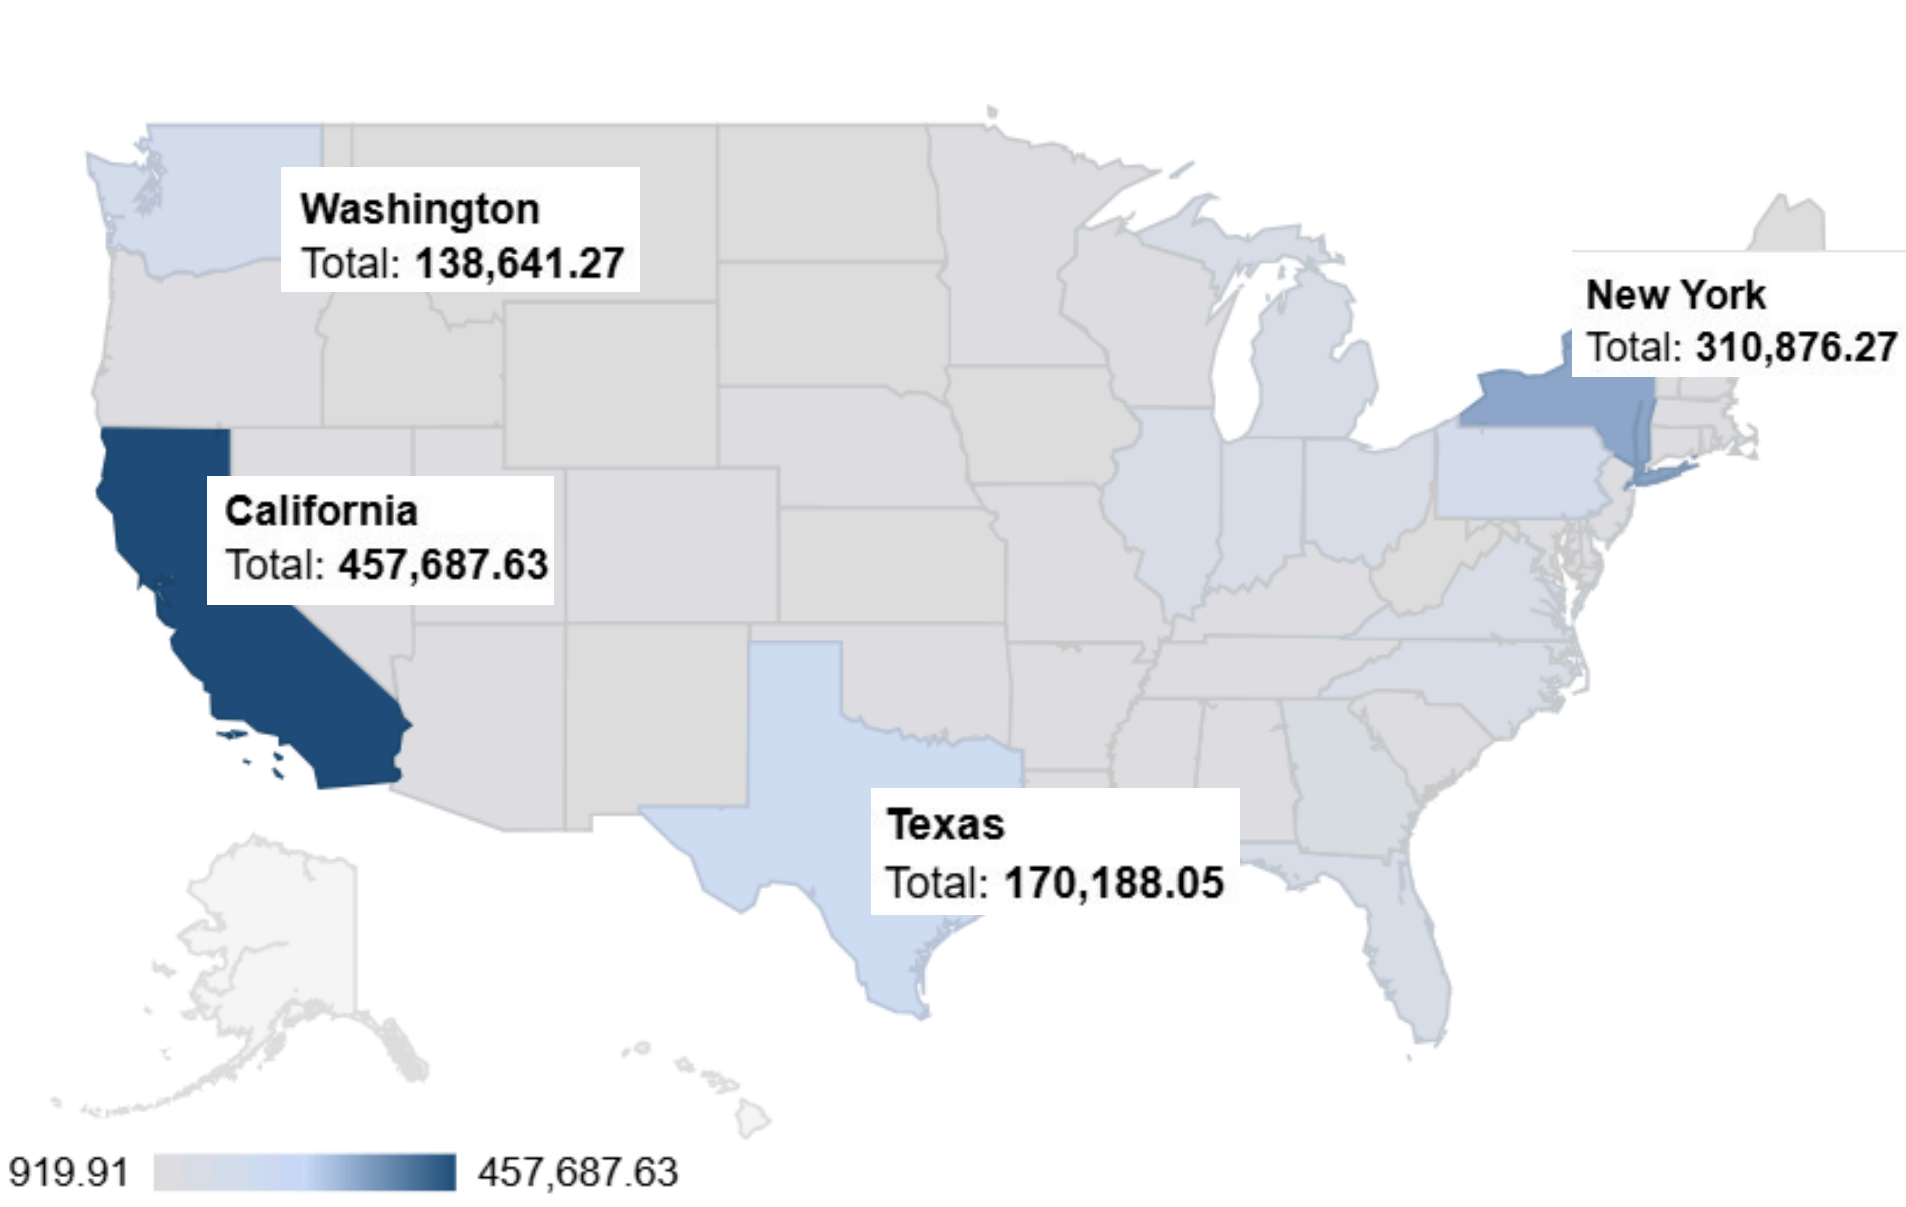 Washington
Total: 138,641.27
New York
Total: 310,876.27
California
Total: 457,687.63
Texas
Total: 170,188.05
919.91 457,687.63